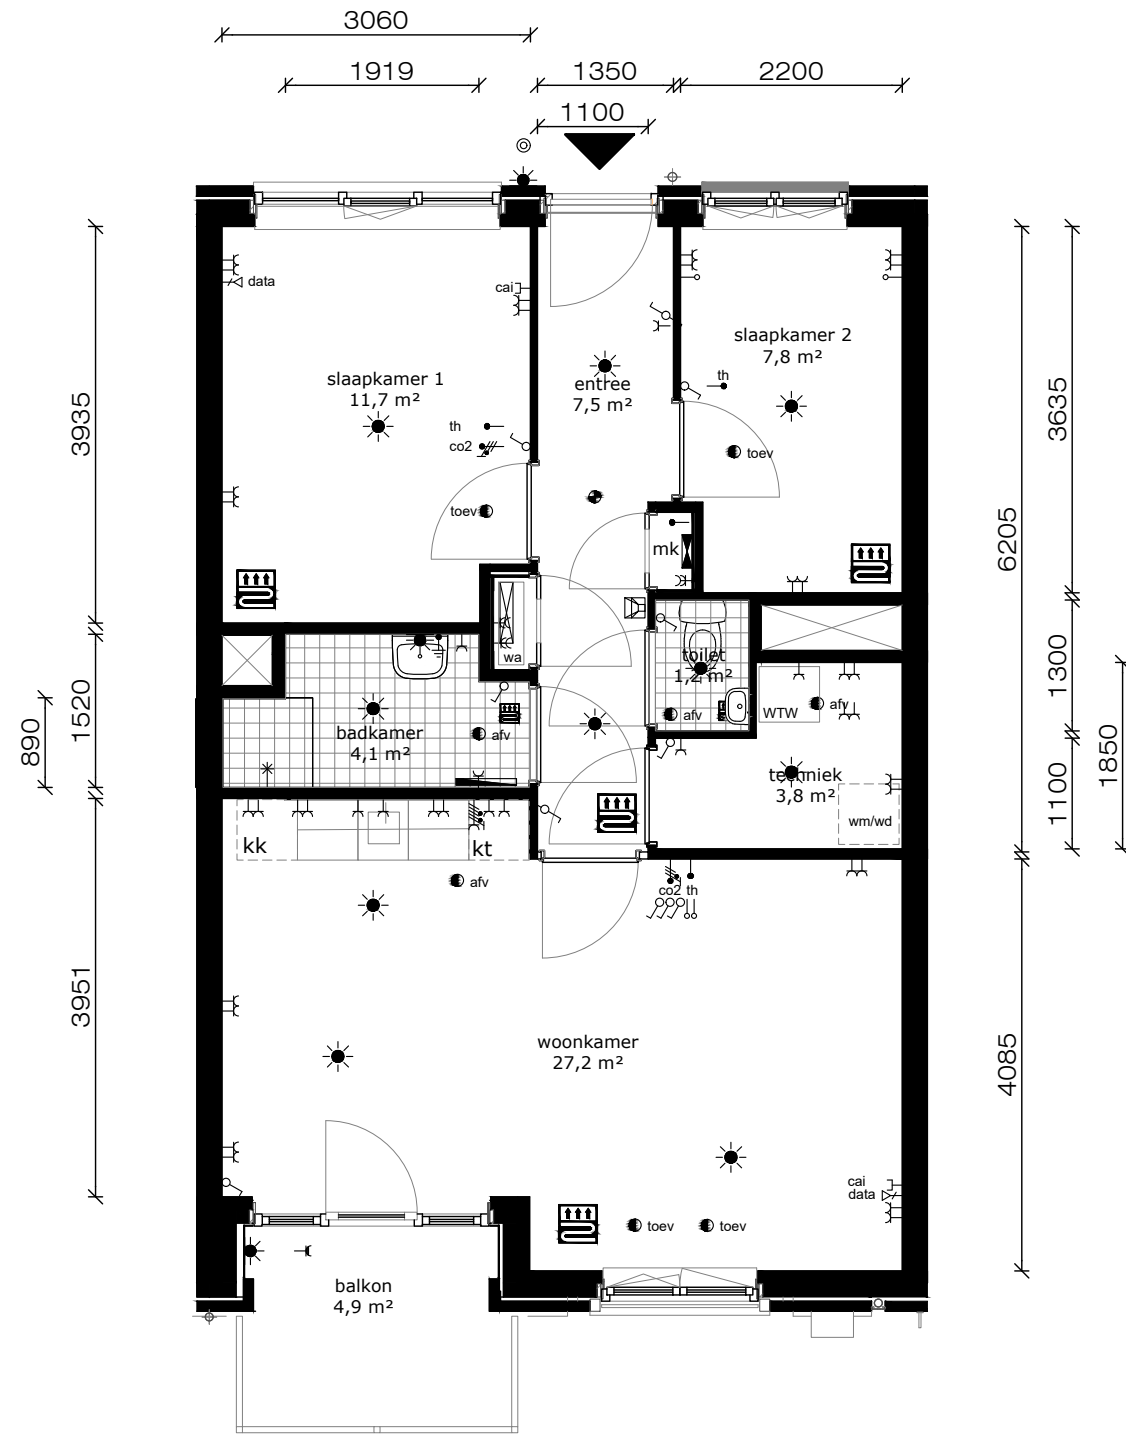 3060
1919
1350
2200
1100
data
cai
slaapkamer 1
11,7 m²
th
co2
toev
entree
7,5 m²
slaapkamer 2
7,8 m²
th
toev
3935
3635
6205
mk
wa
toilet
1,2 m²
afv
WTW
afv
badkamer
4,1 m²
afv
techniek
3,8 m²
wm/wd
1520
890
1300
1100
1850
kk
kt
afv
co2 th
3951
4085
woonkamer
27,2 m²
cai
data
toev
toev
balkon
4,9 m²